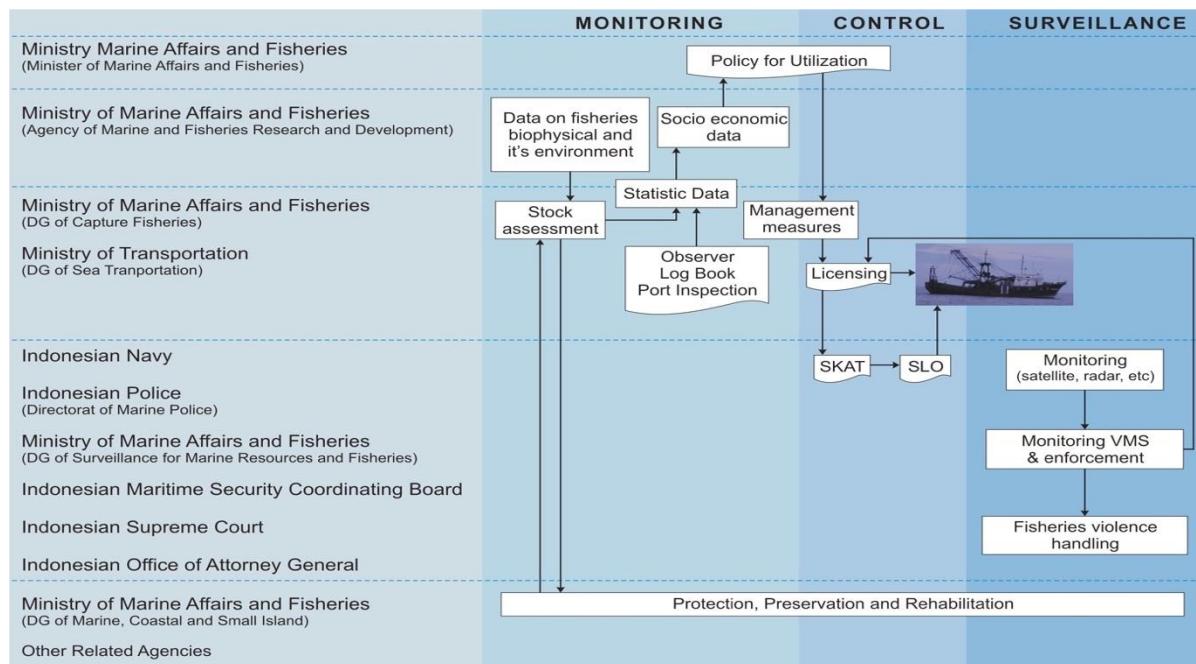 MONITORING
CONTROL
SURVEILLANCE
Ministry Marine Affairs and Fisheries
(Minister of Marine Affairs and Fisheries)
Policy for Utilization
Ministry of Marine Affairs and Fisheries
(Agency of Marine and Fisheries Research and Development)
Data on fisheries
biophysical and
it's environment
Socio economic
data
Ministry of Marine Affairs and Fisheries
(DG of Capture Fisheries)
Ministry of Transportation
(DG of Sea Tranportation)
Stock
assessment
Statistic Data
Observer
Log Book
Port Inspection
Management
measures
Licensing
Indonesian Navy
Indonesian Police
(Directorat of Marine Police)
Ministry of Marine Affairs and Fisheries
(DG of Surveillance for Marine Resources and Fisheries)
Indonesian Maritime Security Coordinating Board
Indonesian Supreme Court
Indonesian Office of Attorney General
SKAT
SLO
Monitoring
(satellite, radar, etc)
Monitoring VMS
& enforcement
Fisheries violence
handling
Ministry of Marine Affairs and Fisheries
(DG of Marine, Coastal and Small Island)
Other Related Agencies
Protection, Preservation and Rehabilitation